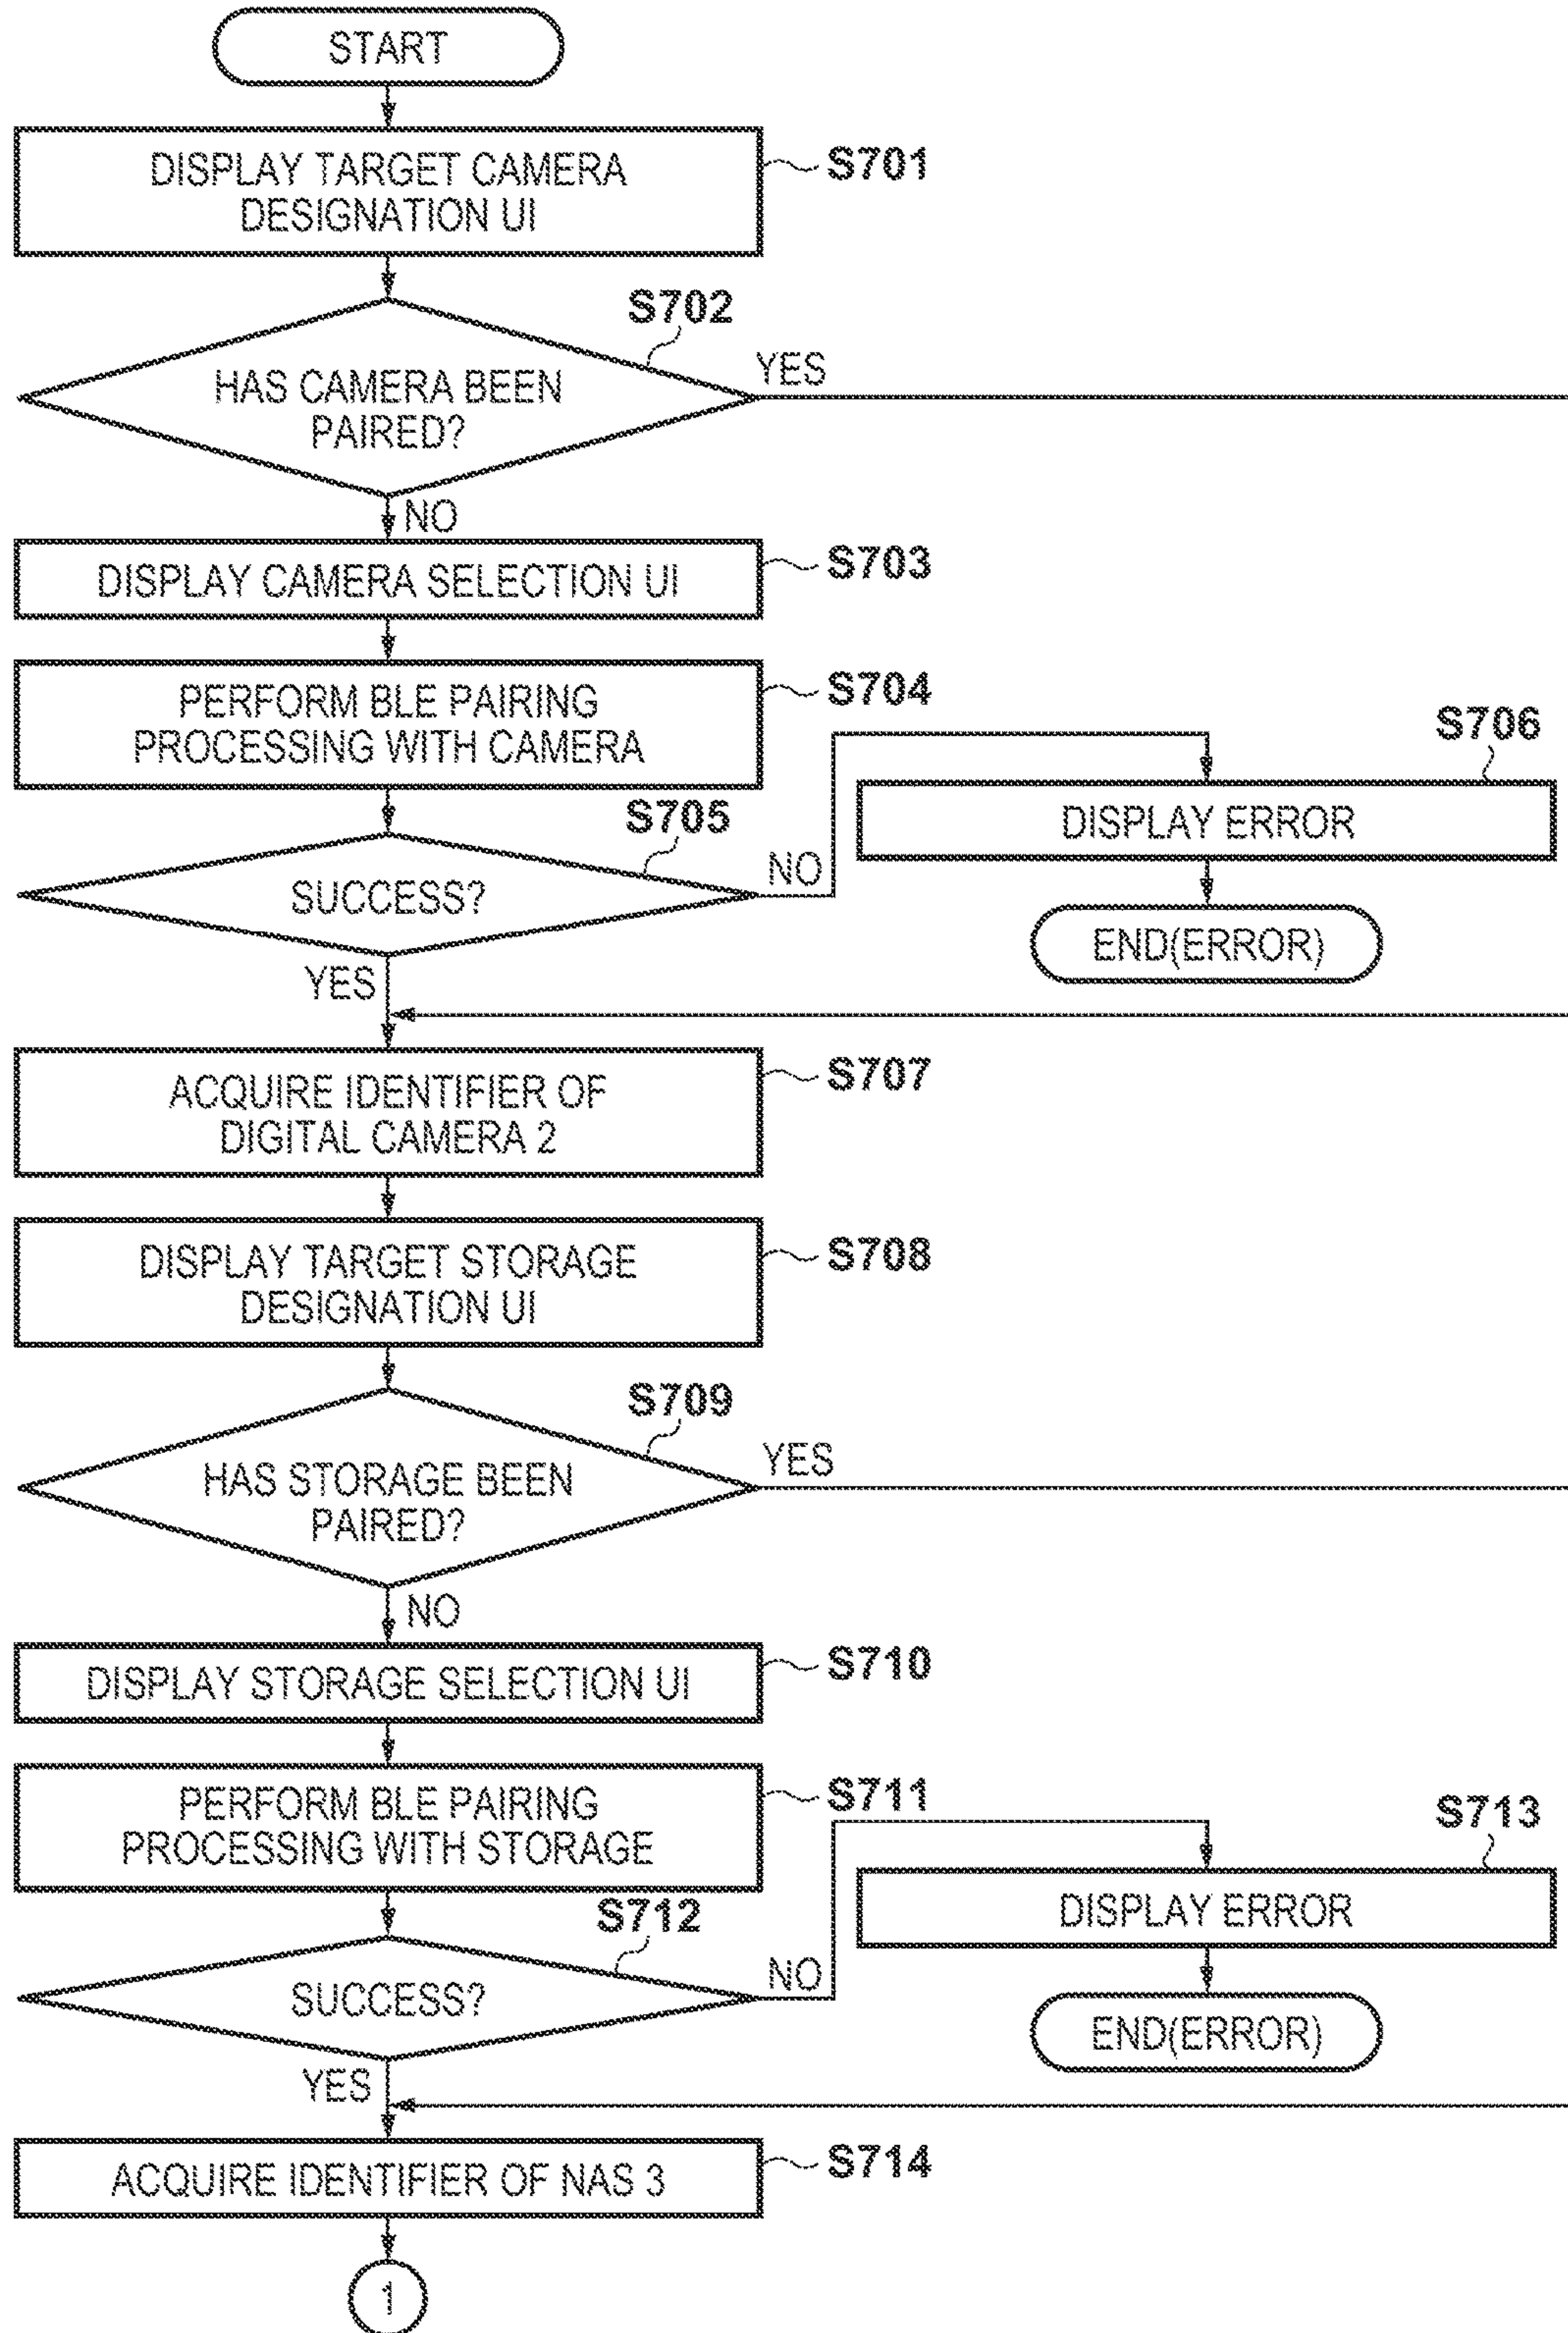 START
DISPLAY TARGET CAMERA
DESIGNATION UI
S701
S702
HAS CAMERA BEEN
PAIRED?
YES
NO
DISPLAY CAMERA SELECTION UI
S703
PERFORM BLE PAIRING
PROCESSING WITH CAMERA
S704
S705
SUCCESS?
NO
S706
DISPLAY ERROR
END(ERROR)
YES
ACQUIRE IDENTIFIER OF
DIGITAL CAMERA 2
S707
DISPLAY TARGET STORAGE
DESIGNATION UI
S708
S709
HAS STORAGE BEEN
PAIRED?
YES
NO
DISPLAY STORAGE SELECTION UI
S710
PERFORM BLE PAIRING
PROCESSING WITH STORAGE
S711
S712
SUCCESS?
NO
S713
DISPLAY ERROR
END(ERROR)
YES
ACQUIRE IDENTIFIER OF NAS 3
S714
1